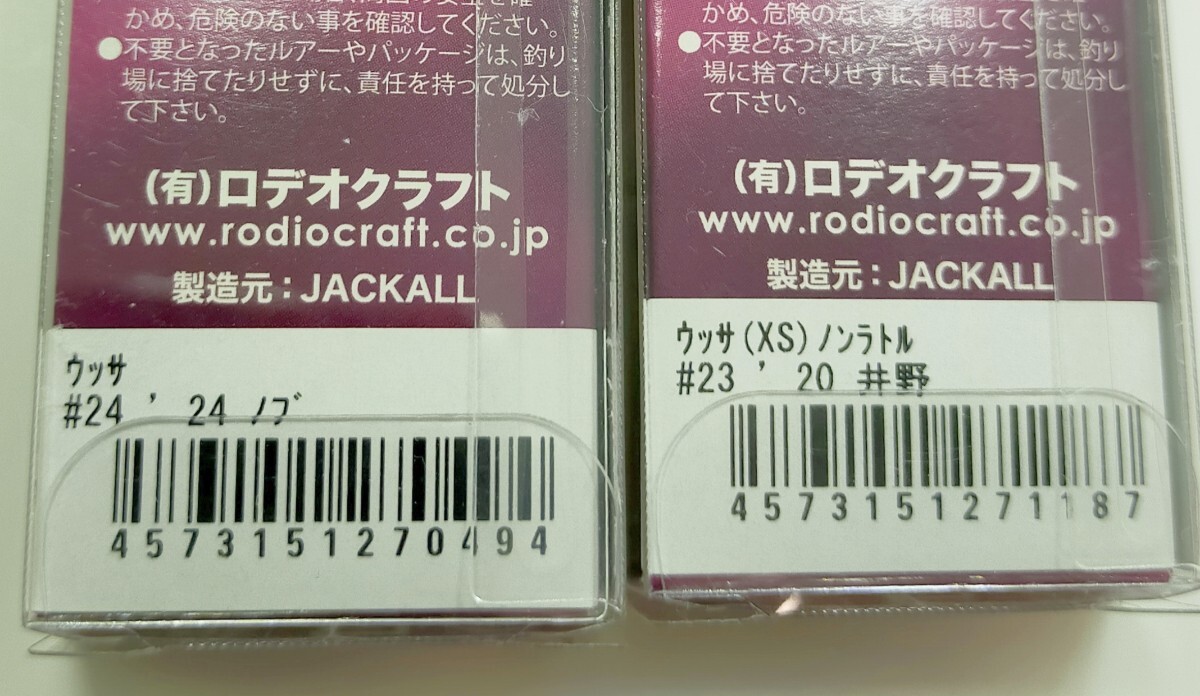 かめ、危険のない事を確認してください。
●不要となったルアーやパッケージは、釣り
場に捨てたりせずに、責任を持って処分し
て下さい。
(有)ロデオクラフト
www.rodiocraft.co.jp
製造元：JACKALL
ウッサ
#24 ’24 ノブ
4573151270494
かめ、危険のない事を確認してください。
●不要となったルアーやパッケージは、釣り
場に捨てたりせずに、責任を持って処分し
て下さい。
(有)ロデオクラフト
www.rodiocraft.co.jp
製造元：JACKALL
ウッサ(XS)ノンラトル
#23 ’20 井野
4573151271187